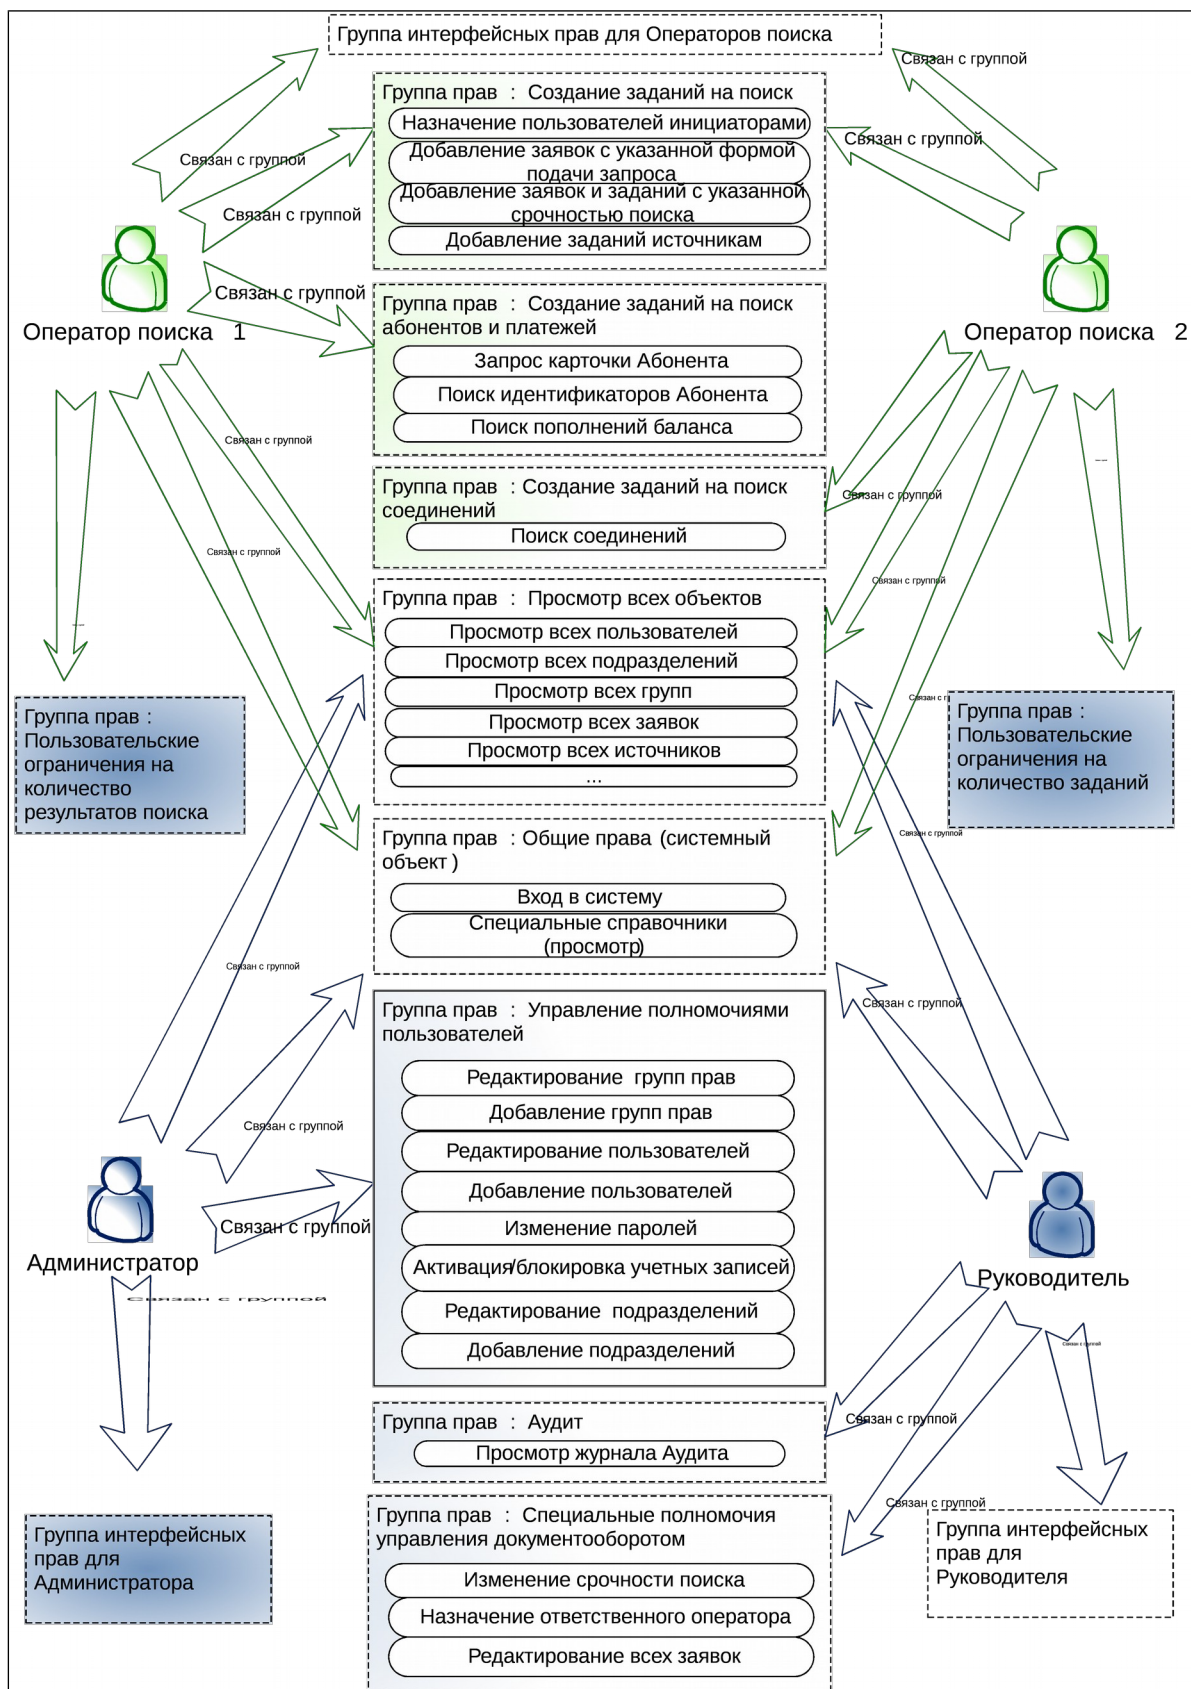 Группа интерфейсных прав для Операторов поиска
Связан с группой
Группа прав : Создание заданий на поиск
Назначение пользователей инициаторами
Связан с группой
Добавление заявок с указанной формой
подачи запроса
Связан с группой
Добавление заявок и заданий с указанной
срочностью поиска
Связан с группой
Добавление заданий источникам
Связан с группой
Группа прав : Создание заданий на поиск
абонентов и платежей
Оператор поиска 1
Оператор поиска 2
Запрос карточки Абонента
Поиск идентификаторов Абонента
Поиск пополнений баланса
Связан с группой
Группа прав : Создание заданий на поиск
соединений
Связан с группой
Поиск соединений
Связан с группой
Связан с группой
Группа прав : Просмотр всех объектов
Просмотр всех пользователей
Просмотр всех подразделений
Просмотр всех групп
Просмотр всех заявок
Просмотр всех источников
...
Связан с г
Группа прав :
Пользовательские
ограничения на
количество
результатов поиска
Группа прав :
Пользовательские
ограничения на
количество заданий
Связан с группой
Группа прав : Общие права (системный
объект )
Вход в систему
Специальные справочники
(просмотр)
Связан с группой
Связан с группой
Группа прав : Управление полномочиями
пользователей
Редактирование групп прав
Добавление групп прав
Связан с группой
Редактирование пользователей
Добавление пользователей
Изменение паролей
Связан с группой
Активация/блокировка учетных записей
Редактирование подразделений
Добавление подразделений
Администратор
Руководитель
Связан с группой
Связан с группой
Группа прав : Аудит
Связан с группой
Просмотр журнала Аудита
Связан с группой
Группа прав : Специальные полномочия
управления документооборотом
Изменение срочности поиска
Назначение ответственного оператора
Редактирование всех заявок
Группа интерфейсных
прав для
Администратора
Группа интерфейсных
прав для
Руководителя